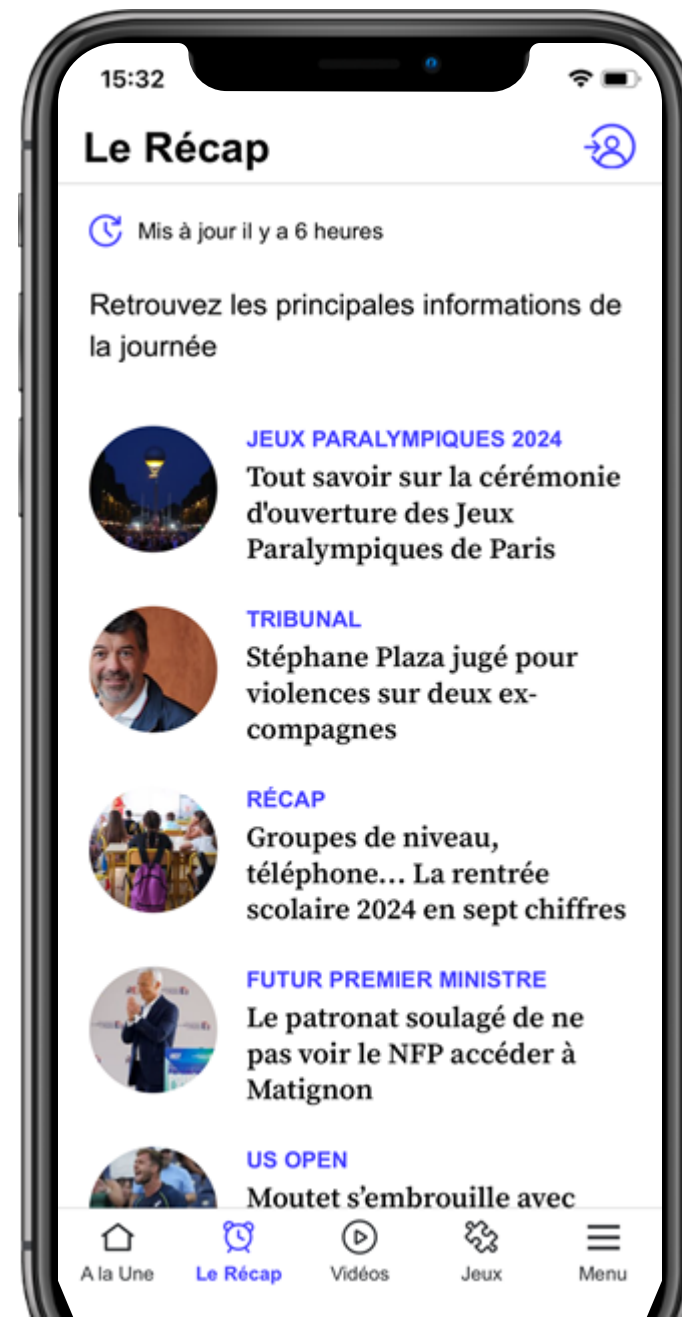 15:32
Le Récap
Mis à jour il y a 6 heures
Retrouvez les principales informations de
la journée
JEUX PARALYMPIQUES 2024
Tout savoir sur la cérémonie
d'ouverture des Jeux
Paralympiques de Paris
TRIBUNAL
Stéphane Plaza jugé pour
violences sur deux ex-
compagnes
RÉCAP
Groupes de niveau,
téléphone… La rentrée
scolaire 2024 en sept chiffres
FUTUR PREMIER MINISTRE
Le patronat soulagé de ne
pas voir le NFP accéder à
Matignon
US OPEN
Moutet s’embrouille avec
A la Une Le Récap Vidéos Jeux Menu